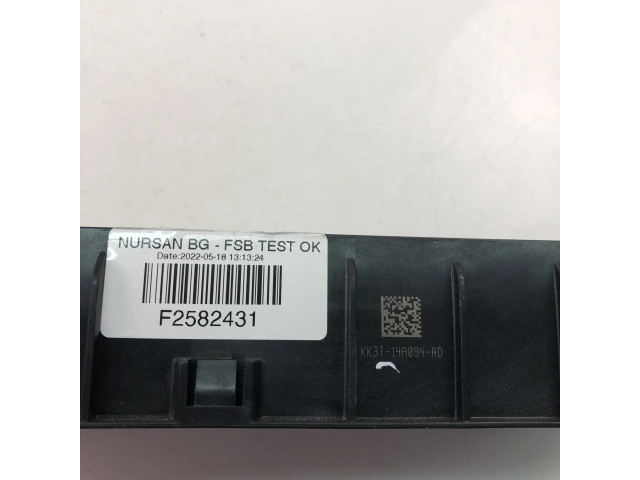 NURSAN BG - FSB TEST OK
Date:2022-05-18 13:13:24
F2582431
KK3T-14A094-AD